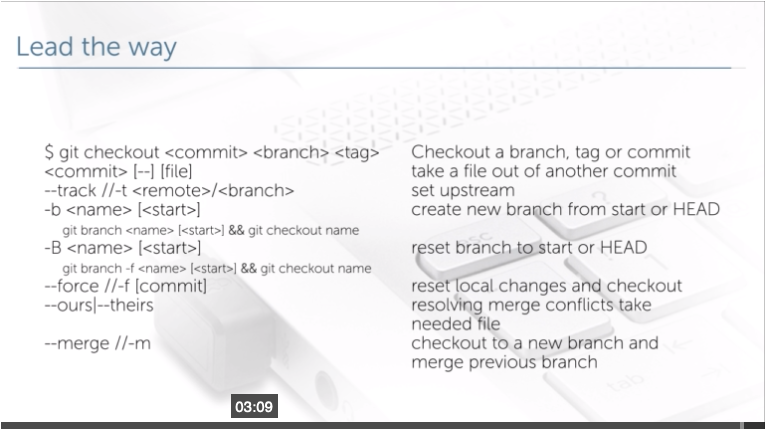 Lead the way
$ git checkout <commit> <branch> <tag> Checkout a branch, tag or commit
<commit> [--] [file] take a file out of another commit
--track //-t <remote>/<branch> set upstream
-b <name> [<start>] create new branch from start or HEAD
git branch <name> [<start>] && git checkout name
-B <name> [<start>] reset branch to start or HEAD
git branch -f <name> [<start>] && git checkout name
--force //-f [commit] reset local changes and checkout
--ours|--theirs resolving merge conflicts take
needed file
--merge //-m checkout to a new branch and
merge previous branch
esc
?
1
tab
03:09